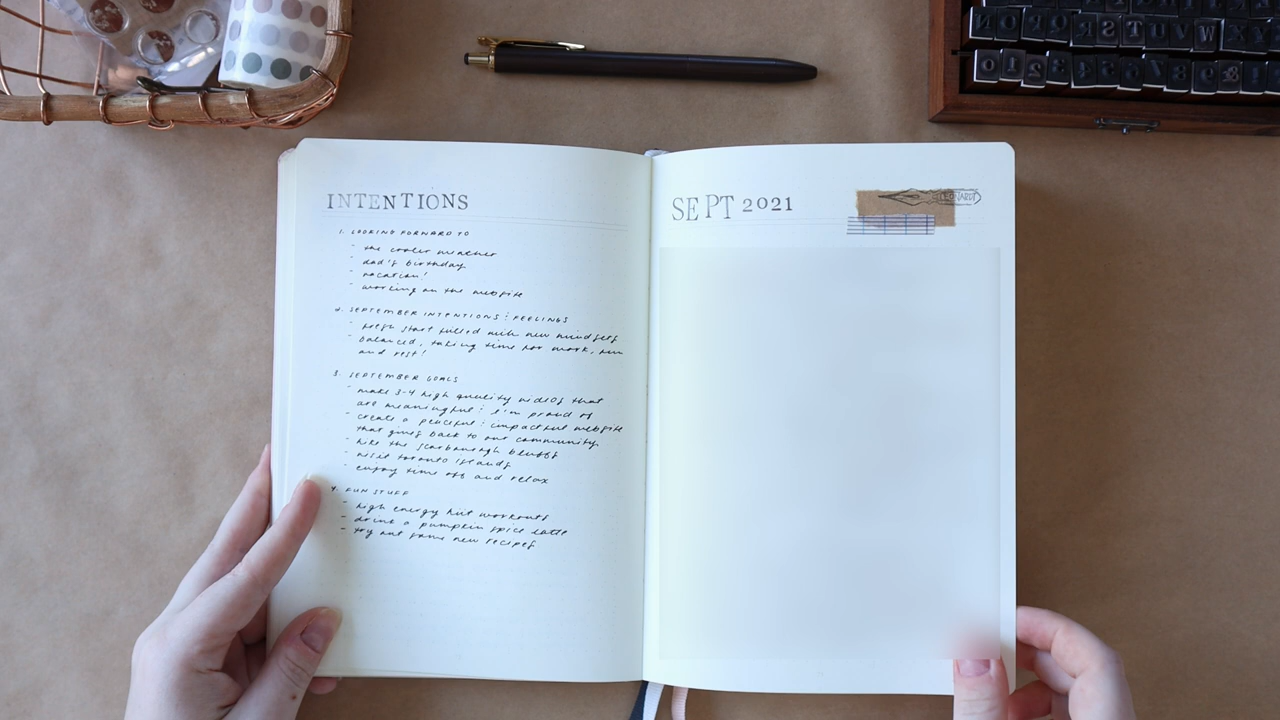 INTENTIONS
1. LOOKING FORWARD TO
- the cooler weather
- dad's birthday
- vacation!
- working on the website
2. SEPTEMBER INTENTIONS : FEELINGS
- fresh start filled with new mindsets
- balanced, taking time for work, fun
and rest!
3. SEPTEMBER GOALS
- make 3-4 high quality videos that
are meaningful : i'm proud of
- create a peaceful : impactful website
that gives back to our community
- hike the scarborough bluffs
- visit toronto islands
- enjoy time off and relax
4. FUN STUFF
- high energy hiit workouts
- drink a pumpkin spice latte
- try out some new recipes
SEPT 2021